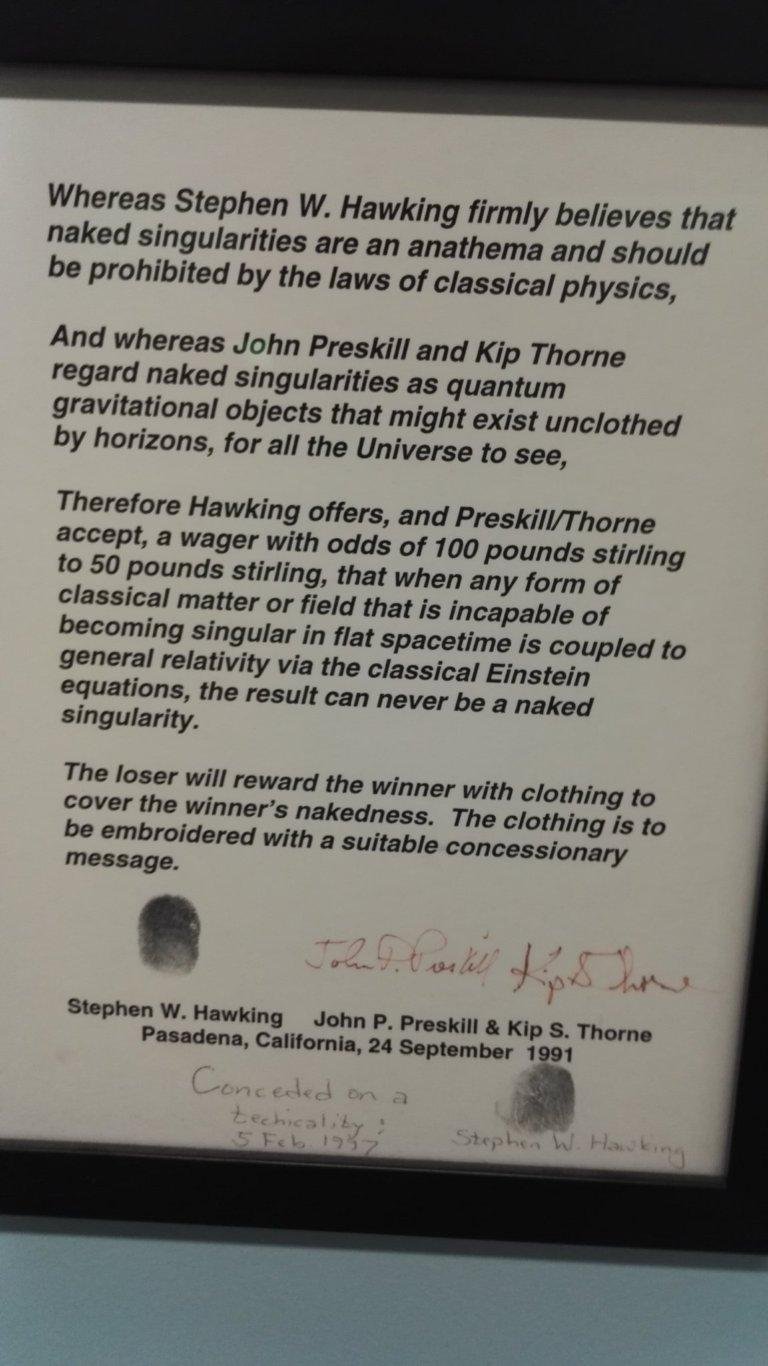 Whereas Stephen W. Hawking firmly believes that
naked singularities are an anathema and should
be prohibited by the laws of classical physics,
And whereas John Preskill and Kip Thorne
regard naked singularities as quantum
gravitational objects that might exist unclothed
by horizons, for all the Universe to see,
Therefore Hawking offers, and Preskill/Thorne
accept, a wager with odds of 100 pounds stirling
to 50 pounds stirling, that when any form of
classical matter or field that is incapable of
becoming singular in flat spacetime is coupled to
general relativity via the classical Einstein
equations, the result can never be a naked
singularity.
The loser will reward the winner with clothing to
cover the winner's nakedness.  The clothing is to
be embroidered with a suitable concessionary
message.
John P. Preskill Kip S Thorne
Stephen W. Hawking John P. Preskill & Kip S. Thorne
Pasadena, California, 24 September 1991
Conceded on a
techicality:
5 Feb. 1997
Stephen W. Hawking